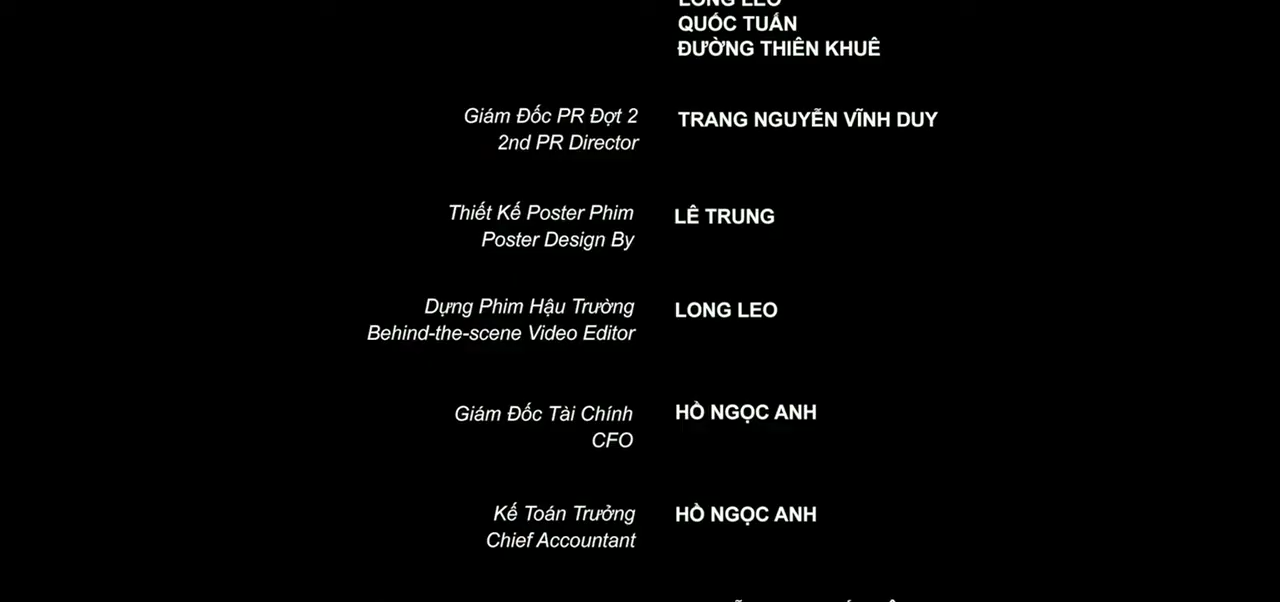 LONG LEO
QUỐC TUẤN
ĐƯỜNG THIÊN KHUÊ
Giám Đốc PR Đợt 2
2nd PR Director
TRANG NGUYỄN VĨNH DUY
Thiết Kế Poster Phim
Poster Design By
LÊ TRUNG
Dựng Phim Hậu Trường
Behind-the-scene Video Editor
LONG LEO
Giám Đốc Tài Chính
CFO
HỒ NGỌC ANH
Kế Toán Trưởng
Chief Accountant
HỒ NGỌC ANH